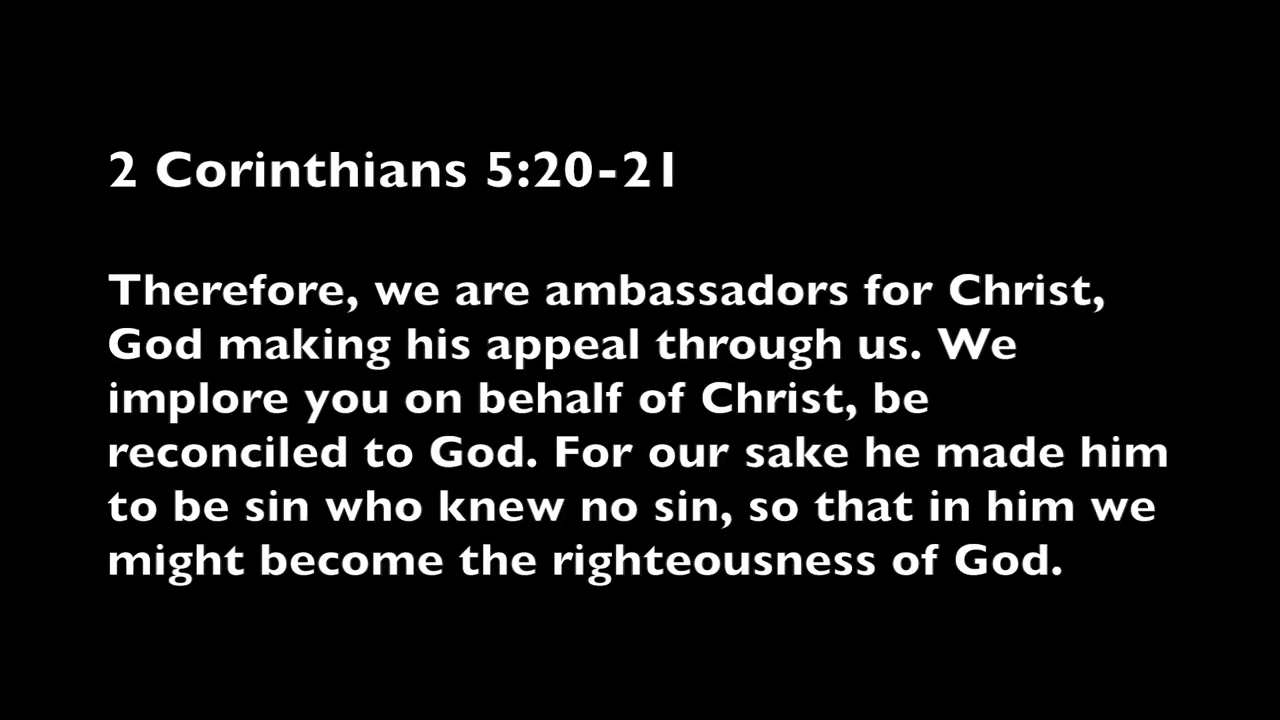 2 Corinthians 5:20-21
Therefore, we are ambassadors for Christ,
God making his appeal through us. We
implore you on behalf of Christ, be
reconciled to God. For our sake he made him
to be sin who knew no sin, so that in him we
might become the righteousness of God.